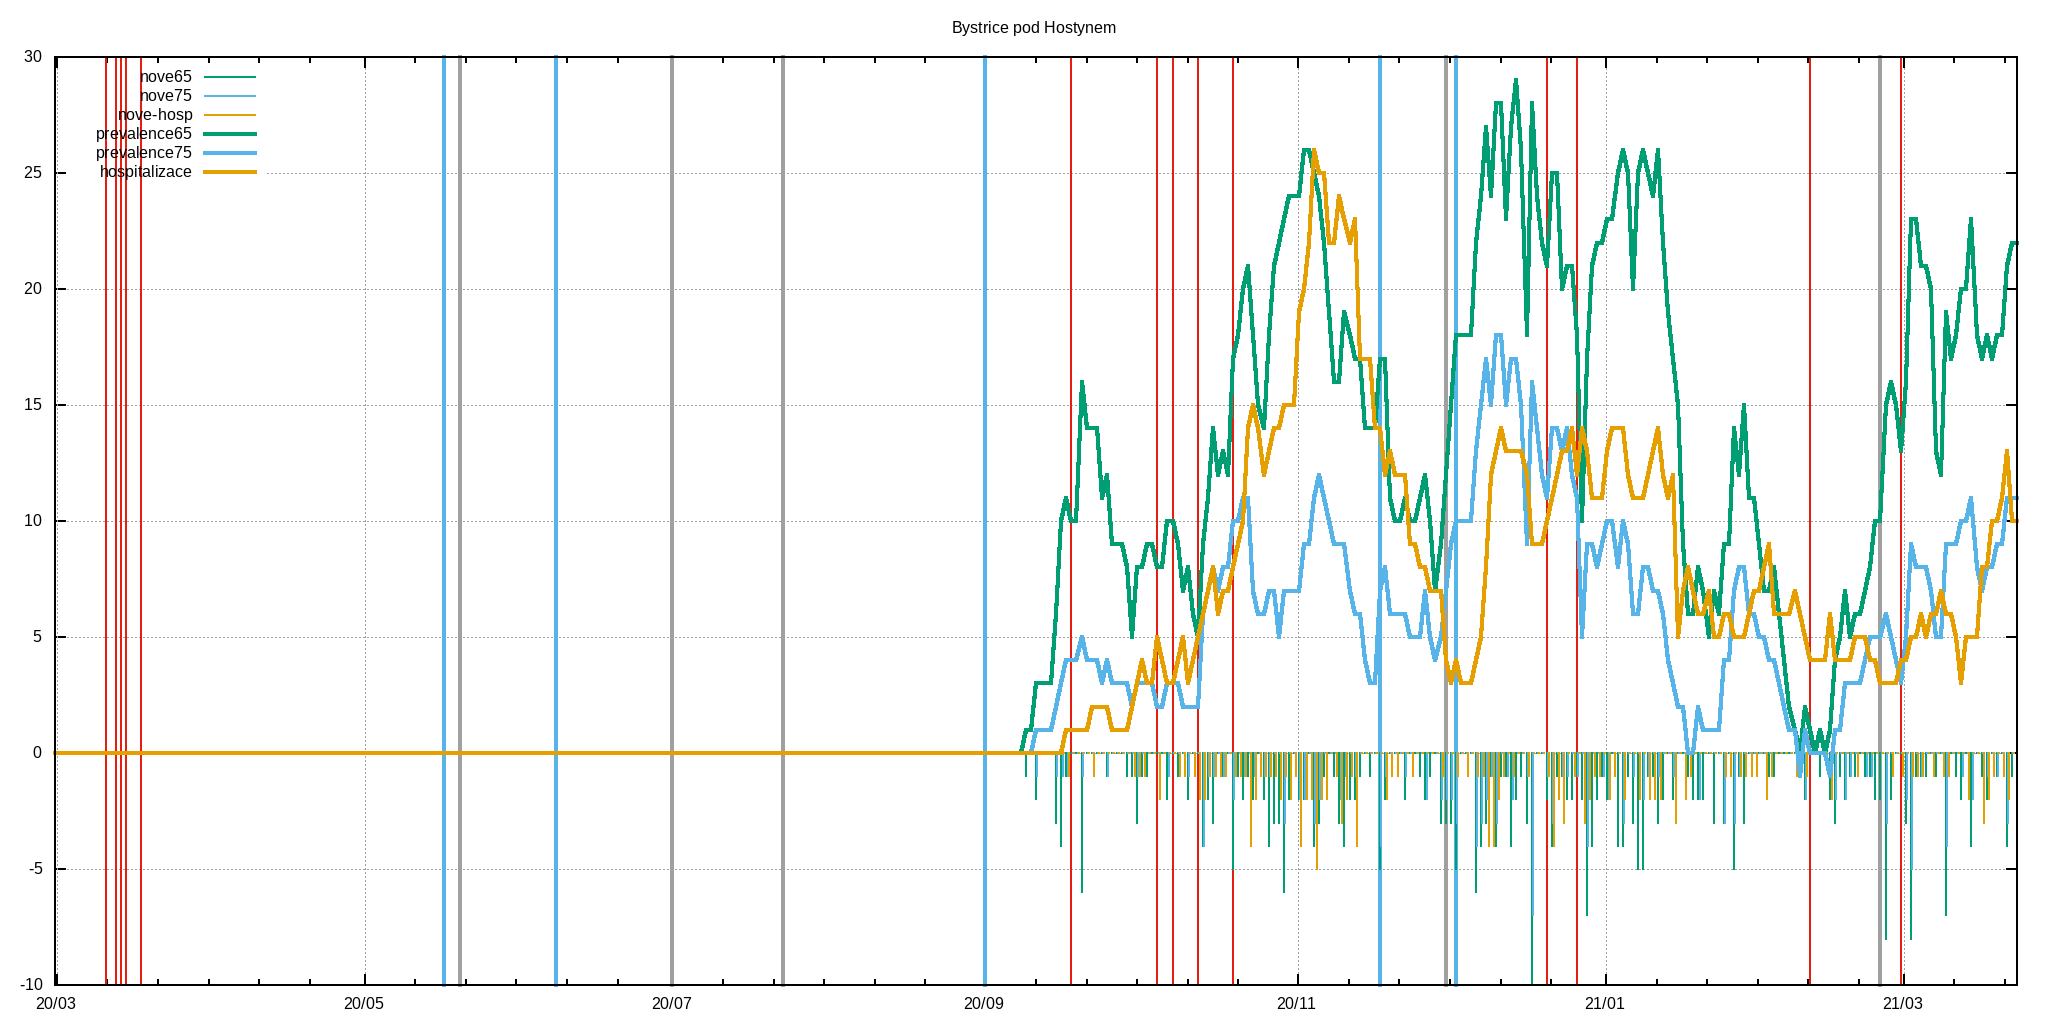 Bystrice pod Hostynem
30
25
20
15
10
5
0
-5
-10
nove65
nove75
nove-hosp
prevalence65
prevalence75
hospitalizace
20/03 20/05 20/07 20/09 20/11 21/01 21/03